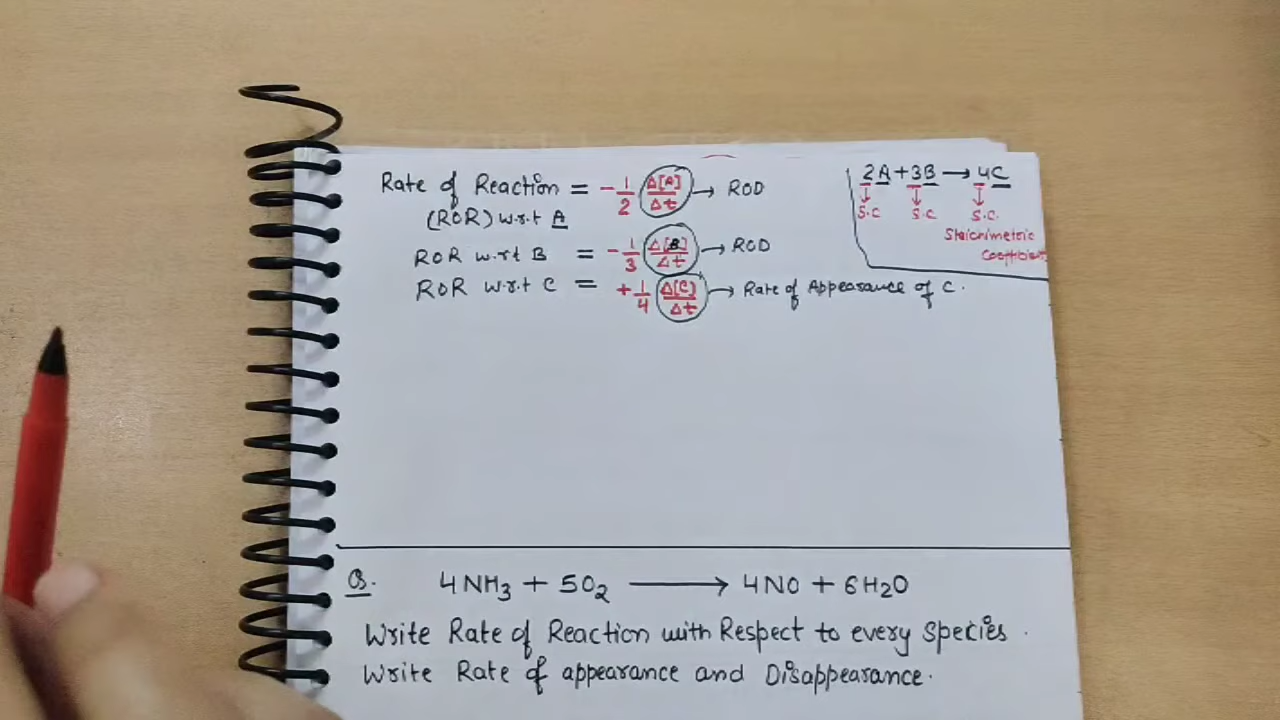 Rate of Reaction = - 1/2 Δ[A]/Δt → ROD
(ROR) w.r.t A
ROR w.r.t B = - 1/3 Δ[B]/Δt → ROD
ROR w.r.t C = + 1/4 Δ[C]/Δt → Rate of Appearance of C.
2A + 3B → 4C
S.C S.C S.C.
Stoichimetric
Coefficient
Q. 4NH₃ + 5O₂ → 4NO + 6H₂O
Write Rate of Reaction with Respect to every Species.
Write Rate of appearance and Disappearance.